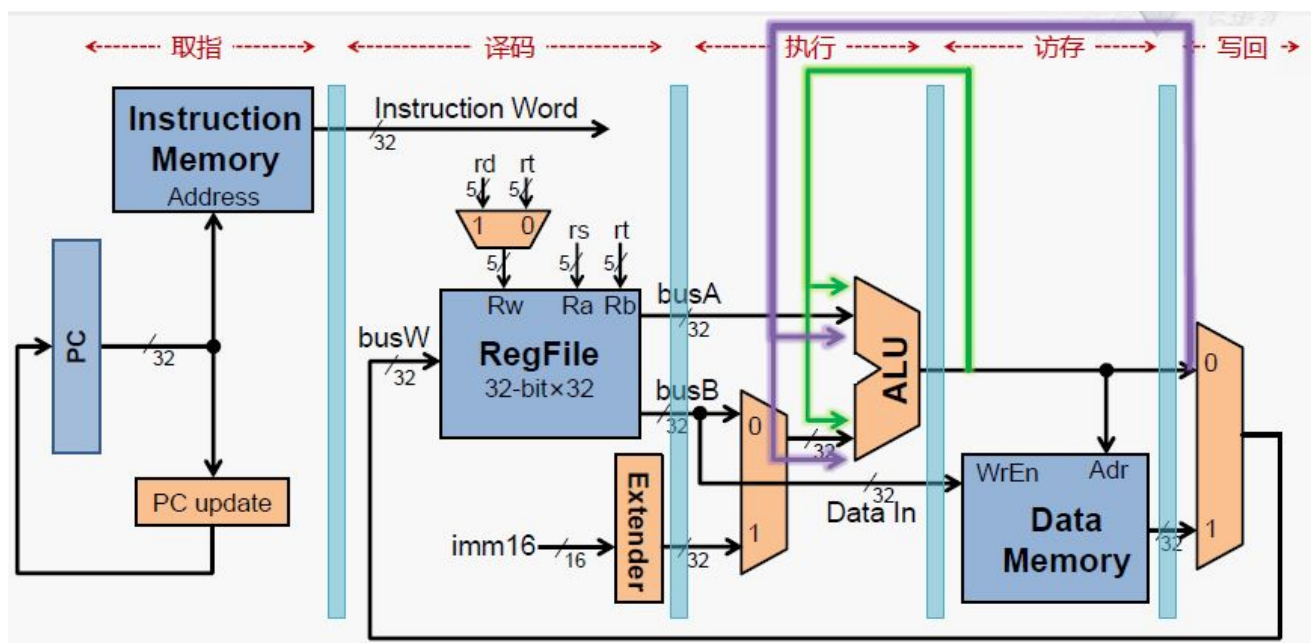 取指
译码
执行
访存
写回
Instruction
Memory
Address
Instruction Word
32
rd
rt
5
5
1
0
rs
rt
5
5
5
Rw
Ra
Rb
busA
32
busW
32
RegFile
32-bit×32
busB
32
PC
32
PC update
imm16
16
Extender
32
0
1
32
ALU
Data In
32
WrEn
Adr
Data
Memory
32
0
1